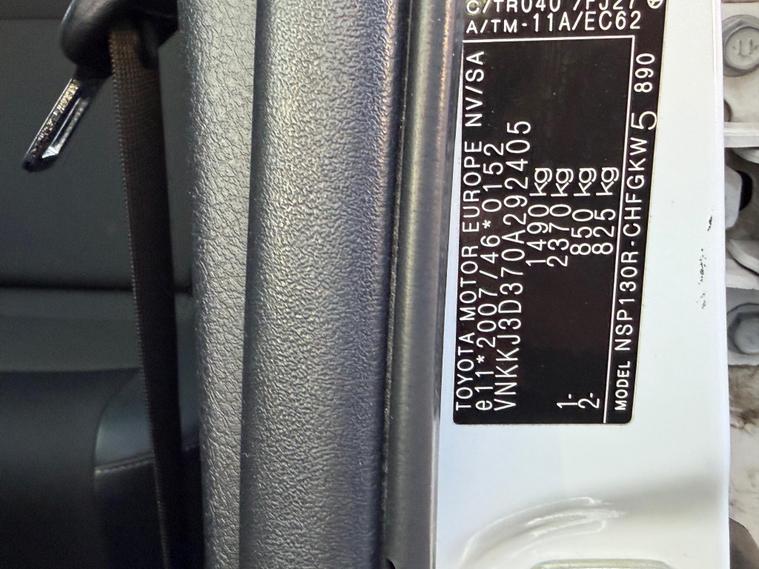 TOYOTA MOTOR EUROPE NV/SA
e11*2007/46*0152
VNKKJ3D370A292405
1490 kg
2370 kg
1- 850 kg
2- 825 kg
MODEL NSP130R-CHFGKW5 890
C/TR040 /FJ27
A/TM-11A/EC62